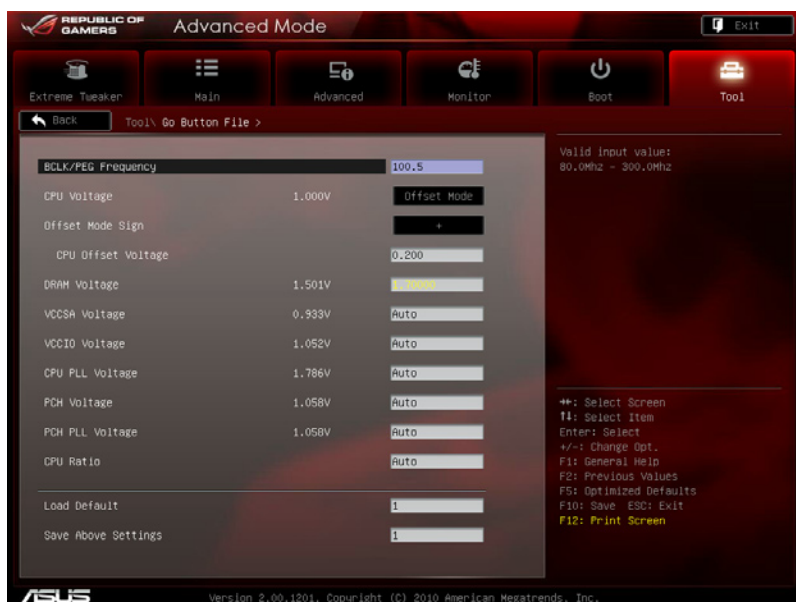 REPUBLIC OF GAMERS Advanced Mode Exit
Extreme Tweaker Main Advanced Monitor Boot Tool
Back Tool\ Go Button File >
BCLK/PEG Frequency 100.5
CPU Voltage 1.000V Offset Mode
Offset Mode Sign +
CPU Offset Voltage 0.200
DRAM Voltage 1.501V 1.70000
VCCSA Voltage 0.933V Auto
VCCIO Voltage 1.052V Auto
CPU PLL Voltage 1.786V Auto
PCH Voltage 1.058V Auto
PCH PLL Voltage 1.058V Auto
CPU Ratio Auto
Load Default 1
Save Above Settings 1
Valid input value:
80.0Mhz - 300.0Mhz
→←: Select Screen
↑↓: Select Item
Enter: Select
+/-: Change Opt.
F1: General Help
F2: Previous Values
F5: Optimized Defaults
F10: Save ESC: Exit
F12: Print Screen
ASUS Version 2.00.1201. Copyright (C) 2010 American Megatrends, Inc.